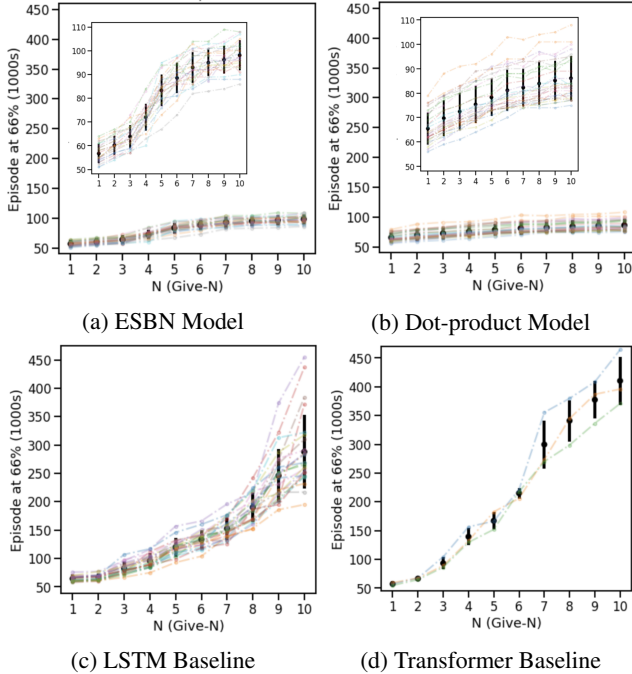 450
400
350
300
250
200
150
100
50
110
100
90
80
70
60
50
1 2 3 4 5 6 7 8 9 10
1 2 3 4 5 6 7 8 9 10
Episode at 66% (1000s)
N (Give-N)
(a) ESBN Model
450
400
350
300
250
200
150
100
50
110
100
90
80
70
60
50
1 2 3 4 5 6 7 8 9 10
1 2 3 4 5 6 7 8 9 10
Episode at 66% (1000s)
N (Give-N)
(b) Dot-product Model
450
400
350
300
250
200
150
100
50
1 2 3 4 5 6 7 8 9 10
Episode at 66% (1000s)
N (Give-N)
(c) LSTM Baseline
450
400
350
300
250
200
150
100
50
1 2 3 4 5 6 7 8 9 10
Episode at 66% (1000s)
N (Give-N)
(d) Transformer Baseline